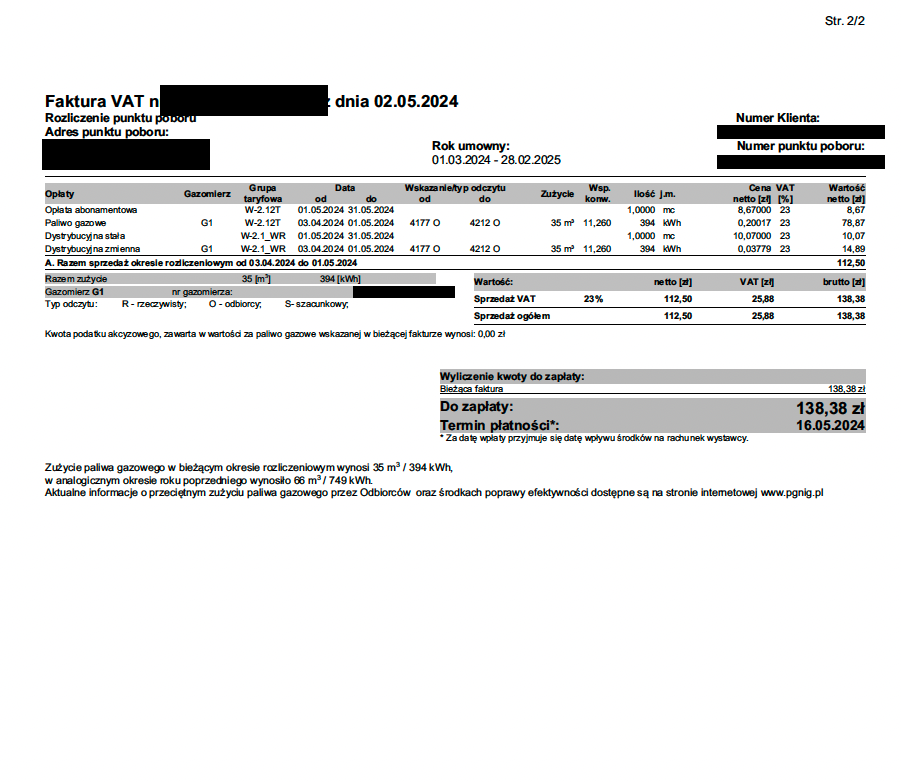 Str. 2/2
Faktura VAT n z dnia 02.05.2024
Rozliczenie punktu poboru
Numer Klienta:
Adres punktu poboru:
Rok umowny:
Numer punktu poboru:
01.03.2024 - 28.02.2025
Opłaty Gazomierz Grupa taryfowa Data od do Wskazanie/typ odczytu od do Zużycie Wsp. konw. Ilość j.m. Cena netto [zł] VAT [%] Wartość netto [zł]
Opłata abonamentowa W-2.12T 01.05.2024 31.05.2024 1,0000 mc 8,67000 23 8,67
Paliwo gazowe G1 W-2.12T 03.04.2024 01.05.2024 4177 O 4212 O 35 m³ 11,260 394 kWh 0,20017 23 78,87
Dystrybucyjna stała W-2.1_WR 01.05.2024 31.05.2024 1,0000 mc 10,07000 23 10,07
Dystrybucyjna zmienna G1 W-2.1_WR 03.04.2024 01.05.2024 4177 O 4212 O 35 m³ 11,260 394 kWh 0,03779 23 14,89
A. Razem sprzedaż okresie rozliczeniowym od 03.04.2024 do 01.05.2024 112,50
Razem zużycie 35 [m³] 394 [kWh]
Gazomierz G1 nr gazomierza:
Typ odczytu: R - rzeczywisty; O - odbiorcy; S- szacunkowy;
Wartość: netto [zł] VAT [zł] brutto [zł]
Sprzedaż VAT 23% 112,50 25,88 138,38
Sprzedaż ogółem 112,50 25,88 138,38
Kwota podatku akcyzowego, zawarta w wartości za paliwo gazowe wskazanej w bieżącej fakturze wynosi: 0,00 zł
Wyliczenie kwoty do zapłaty:
Bieżąca faktura 138,38 zł
Do zapłaty: 138,38 zł
Termin płatności*: 16.05.2024
* Za datę wpłaty przyjmuje się datę wpływu środków na rachunek wystawcy.
Zużycie paliwa gazowego w bieżącym okresie rozliczeniowym wynosi 35 m³ / 394 kWh,
w analogicznym okresie roku poprzedniego wynosiło 66 m³ / 749 kWh.
Aktualne informacje o przeciętnym zużyciu paliwa gazowego przez Odbiorców oraz środkach poprawy efektywności dostępne są na stronie internetowej www.pgnig.pl